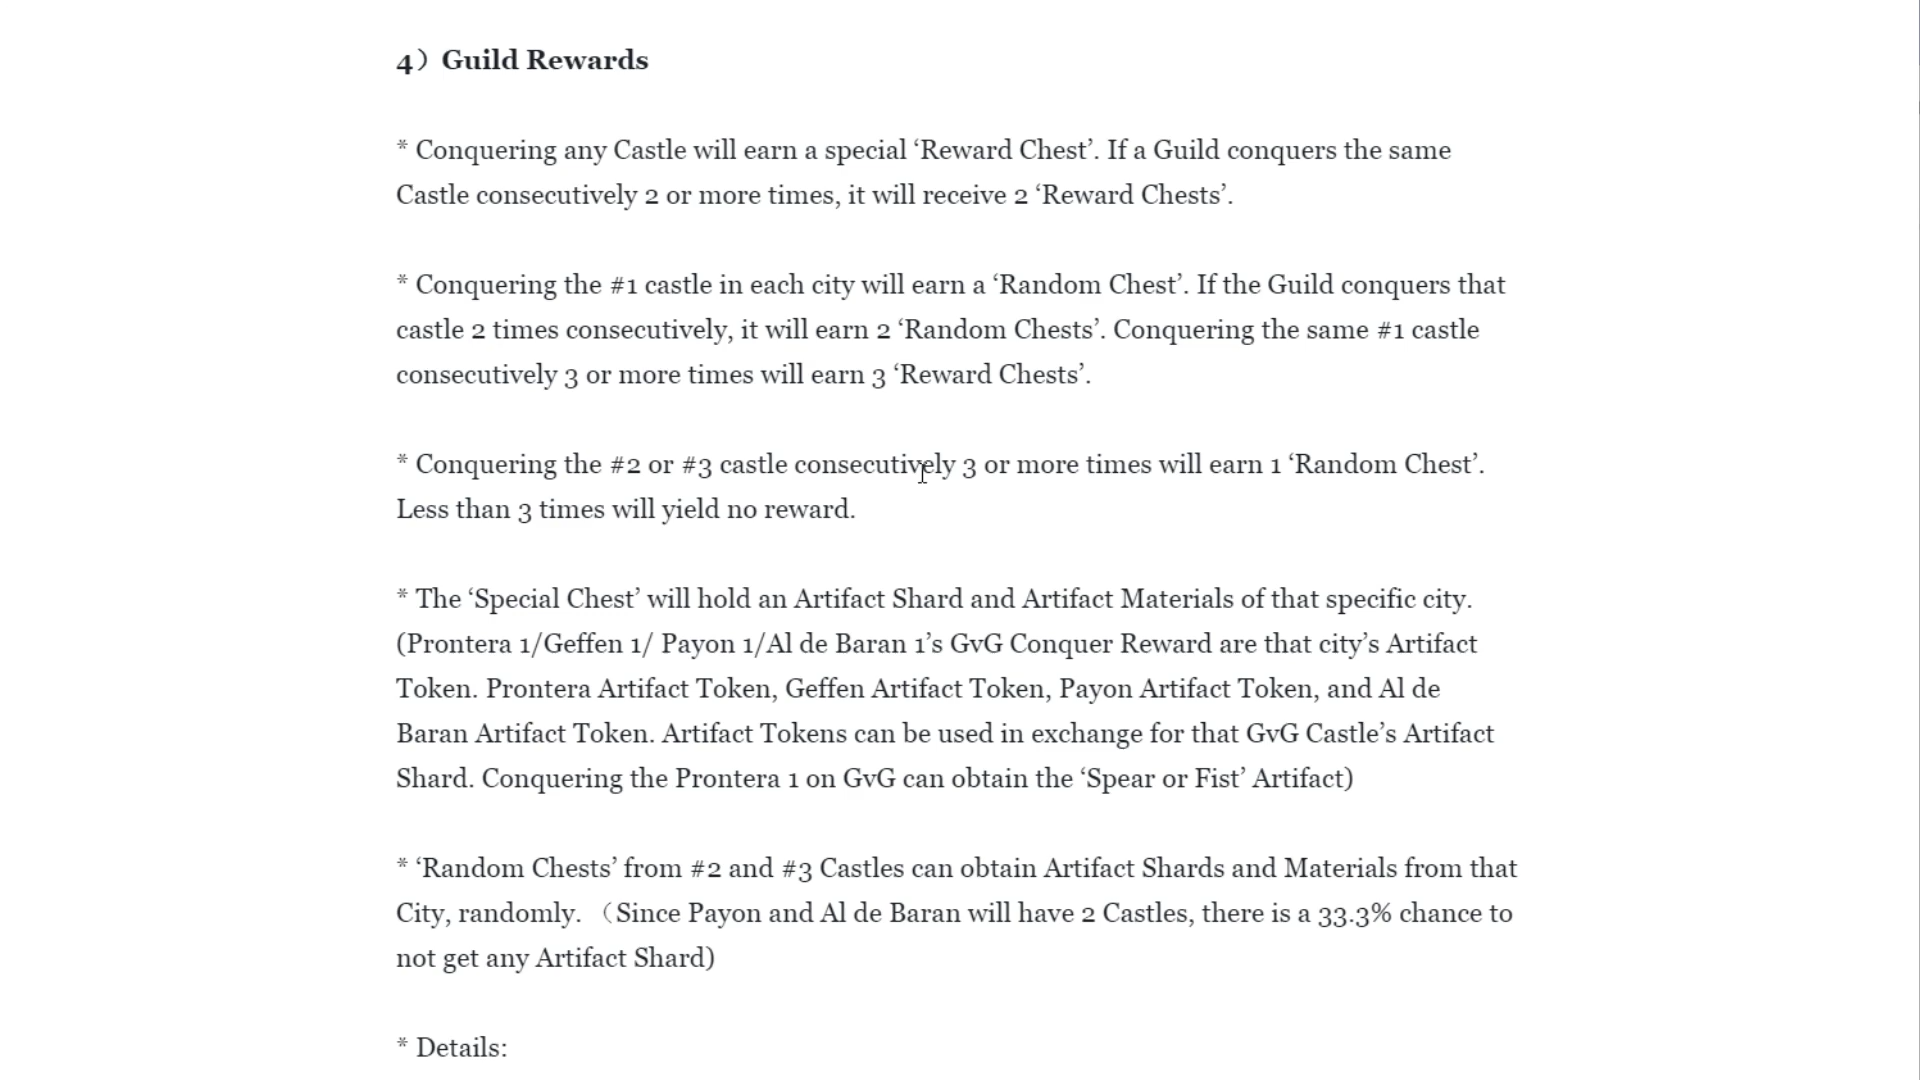 4）Guild Rewards
* Conquering any Castle will earn a special ‘Reward Chest’. If a Guild conquers the same
Castle consecutively 2 or more times, it will receive 2 ‘Reward Chests’.
* Conquering the #1 castle in each city will earn a ‘Random Chest’. If the Guild conquers that
castle 2 times consecutively, it will earn 2 ‘Random Chests’. Conquering the same #1 castle
consecutively 3 or more times will earn 3 ‘Reward Chests’.
* Conquering the #2 or #3 castle consecutively 3 or more times will earn 1 ‘Random Chest’.
Less than 3 times will yield no reward.
* The ‘Special Chest’ will hold an Artifact Shard and Artifact Materials of that specific city.
(Prontera 1/Geffen 1/ Payon 1/Al de Baran 1’s GvG Conquer Reward are that city’s Artifact
Token. Prontera Artifact Token, Geffen Artifact Token, Payon Artifact Token, and Al de
Baran Artifact Token. Artifact Tokens can be used in exchange for that GvG Castle’s Artifact
Shard. Conquering the Prontera 1 on GvG can obtain the ‘Spear or Fist’ Artifact)
* ‘Random Chests’ from #2 and #3 Castles can obtain Artifact Shards and Materials from that
City, randomly. （Since Payon and Al de Baran will have 2 Castles, there is a 33.3% chance to
not get any Artifact Shard)
* Details: